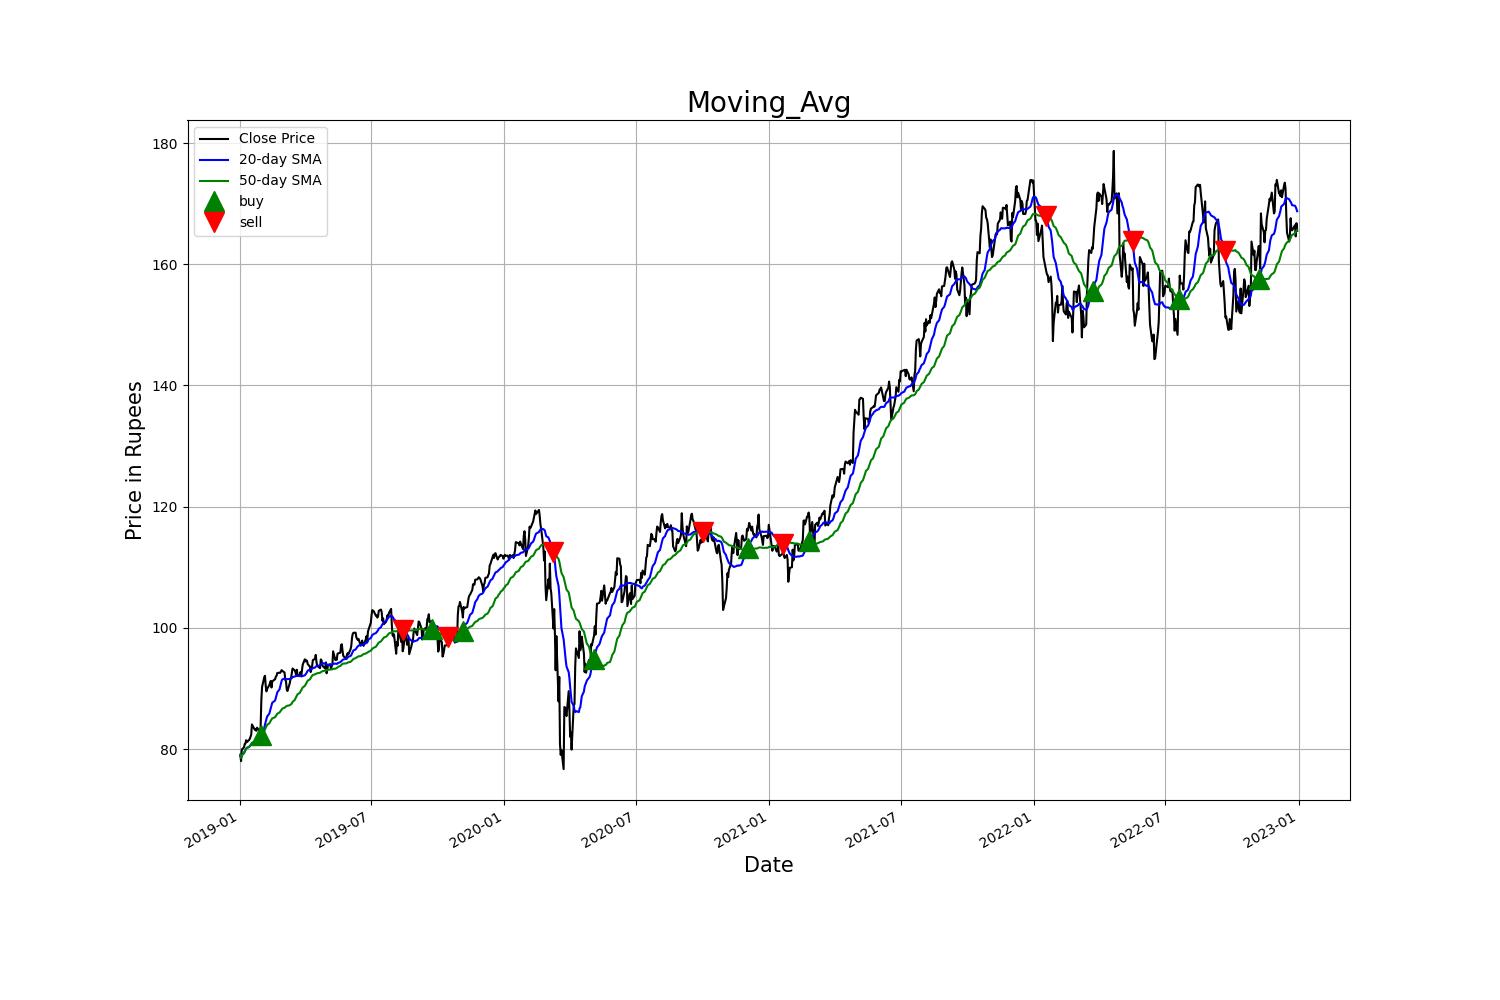 Moving_Avg
Close Price
20-day SMA
50-day SMA
buy
sell
Price in Rupees
180
160
140
120
100
80
2019-01
2019-07
2020-01
2020-07
2021-01
2021-07
2022-01
2022-07
2023-01
Date